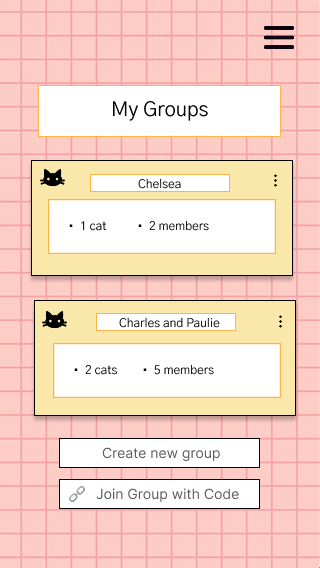 My Groups
Chelsea
1 cat
2 members
Charles and Paulie
2 cats
5 members
Create new group
Join Group with Code